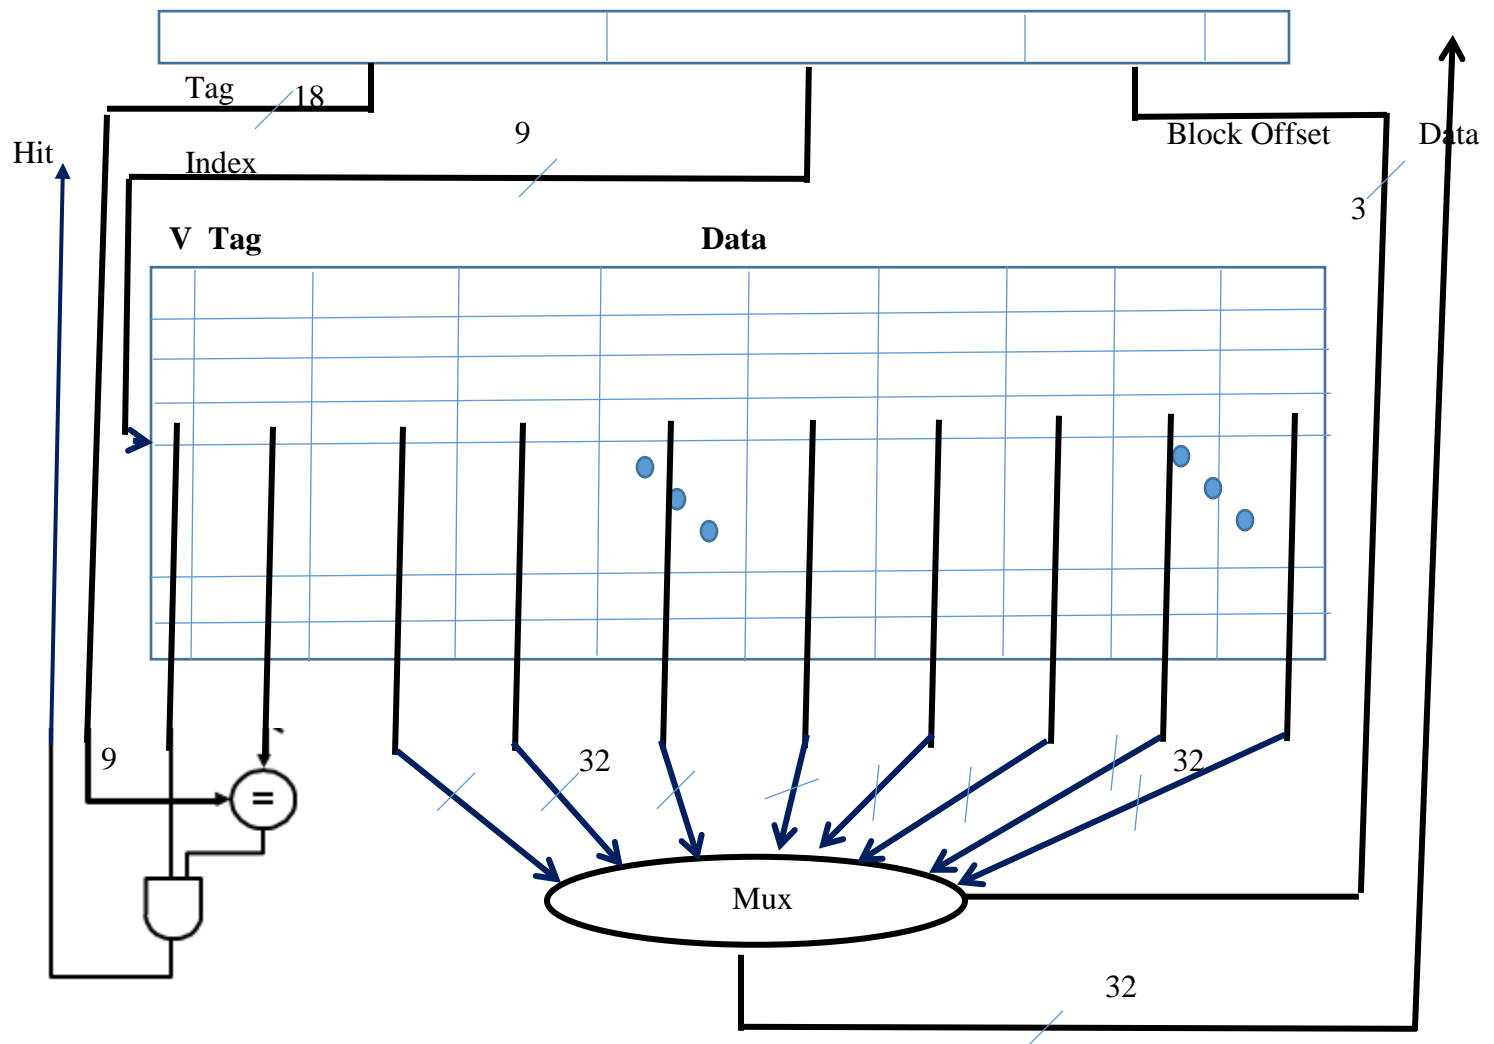 Tag 18
9
Block Offset Data
Hit
Index
3
V Tag Data
9 32 32
=
Mux
32